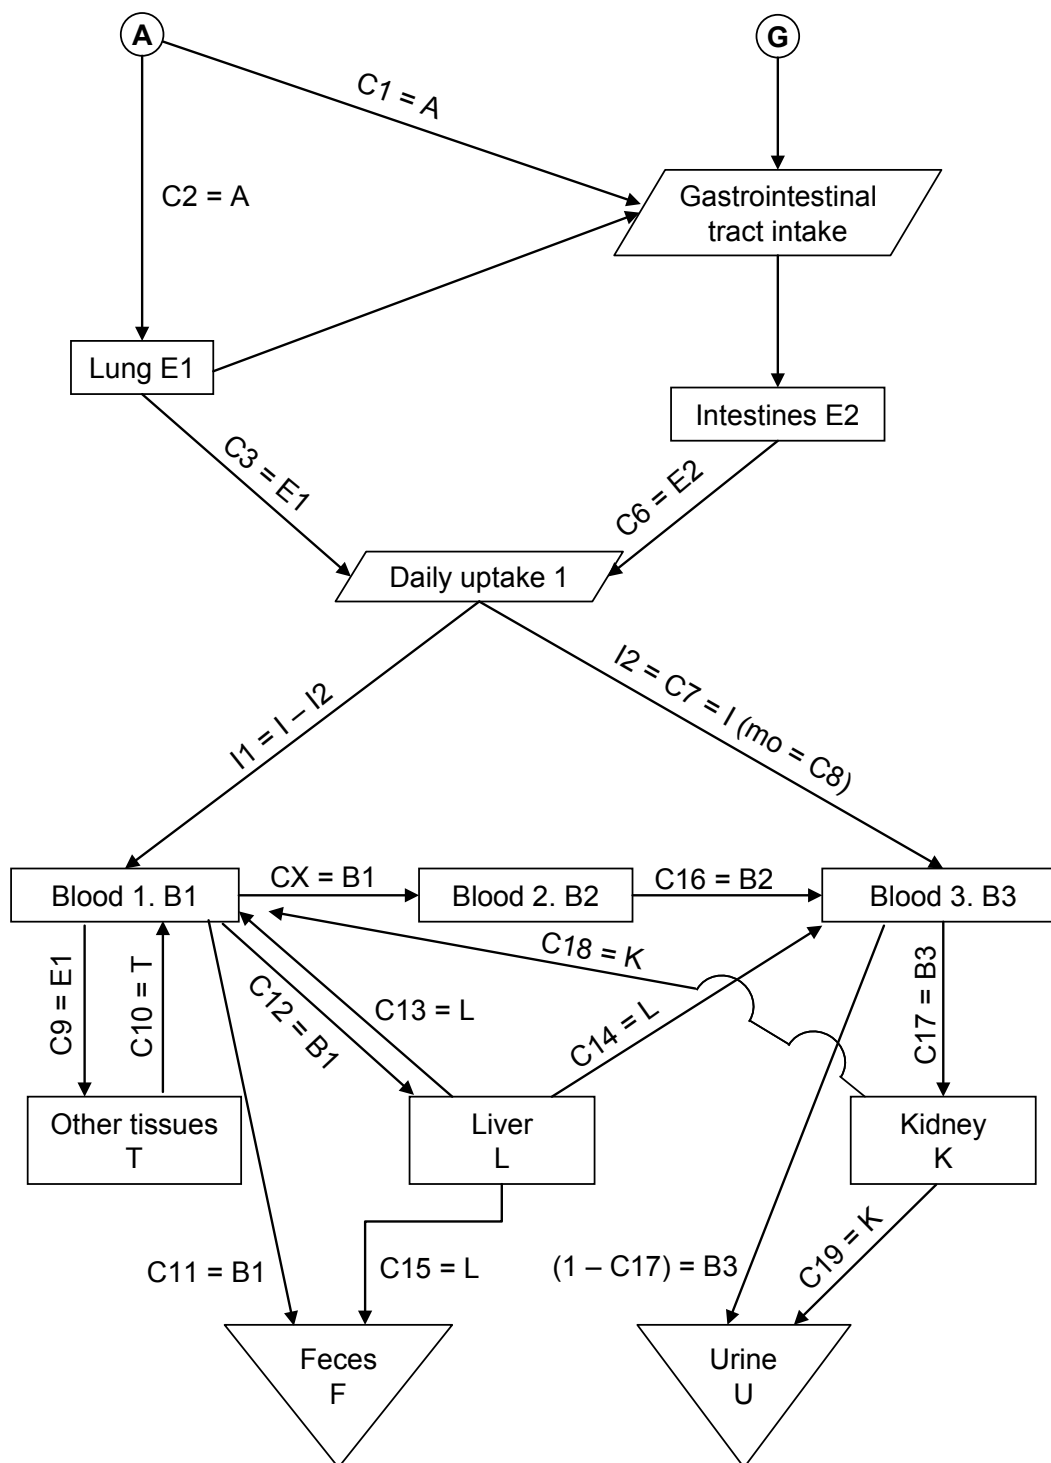 A
G
C1 = A
C2 = A
Gastrointestinal
tract intake
Lung E1
Intestines E2
C3 = E1
C6 = E2
Daily uptake 1
I1 = I – I2
I2 = C7 = I (mo = C8)
Blood 1. B1
CX = B1
Blood 2. B2
C16 = B2
Blood 3. B3
C9 = E1
C10 = T
C12 = B1
C13 = L
C18 = K
C14 = L
C17 = B3
Other tissues
T
Liver
L
Kidney
K
C11 = B1
C15 = L
(1 – C17) = B3
C19 = K
Feces
F
Urine
U